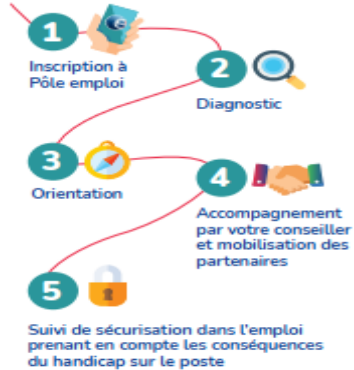 1
Inscription à
Pôle emploi
2
Diagnostic
3
Orientation
4
Accompagnement
par votre conseiller
et mobilisation des
partenaires
5
Suivi de sécurisation dans l'emploi
prenant en compte les conséquences
du handicap sur le poste